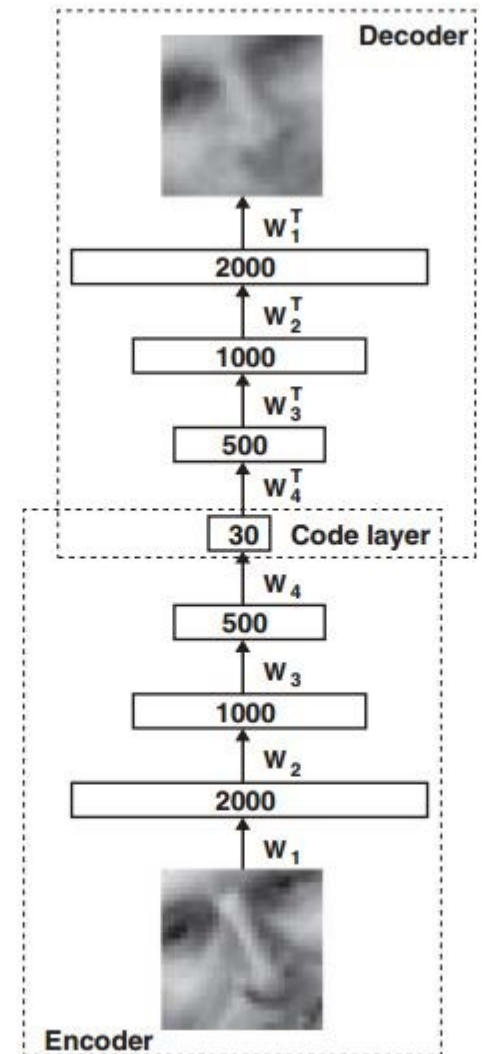 Decoder
W₁ᵀ
2000
W₂ᵀ
1000
W₃ᵀ
500
W₄ᵀ
30 Code layer
W₄
500
W₃
1000
W₂
2000
W₁
Encoder